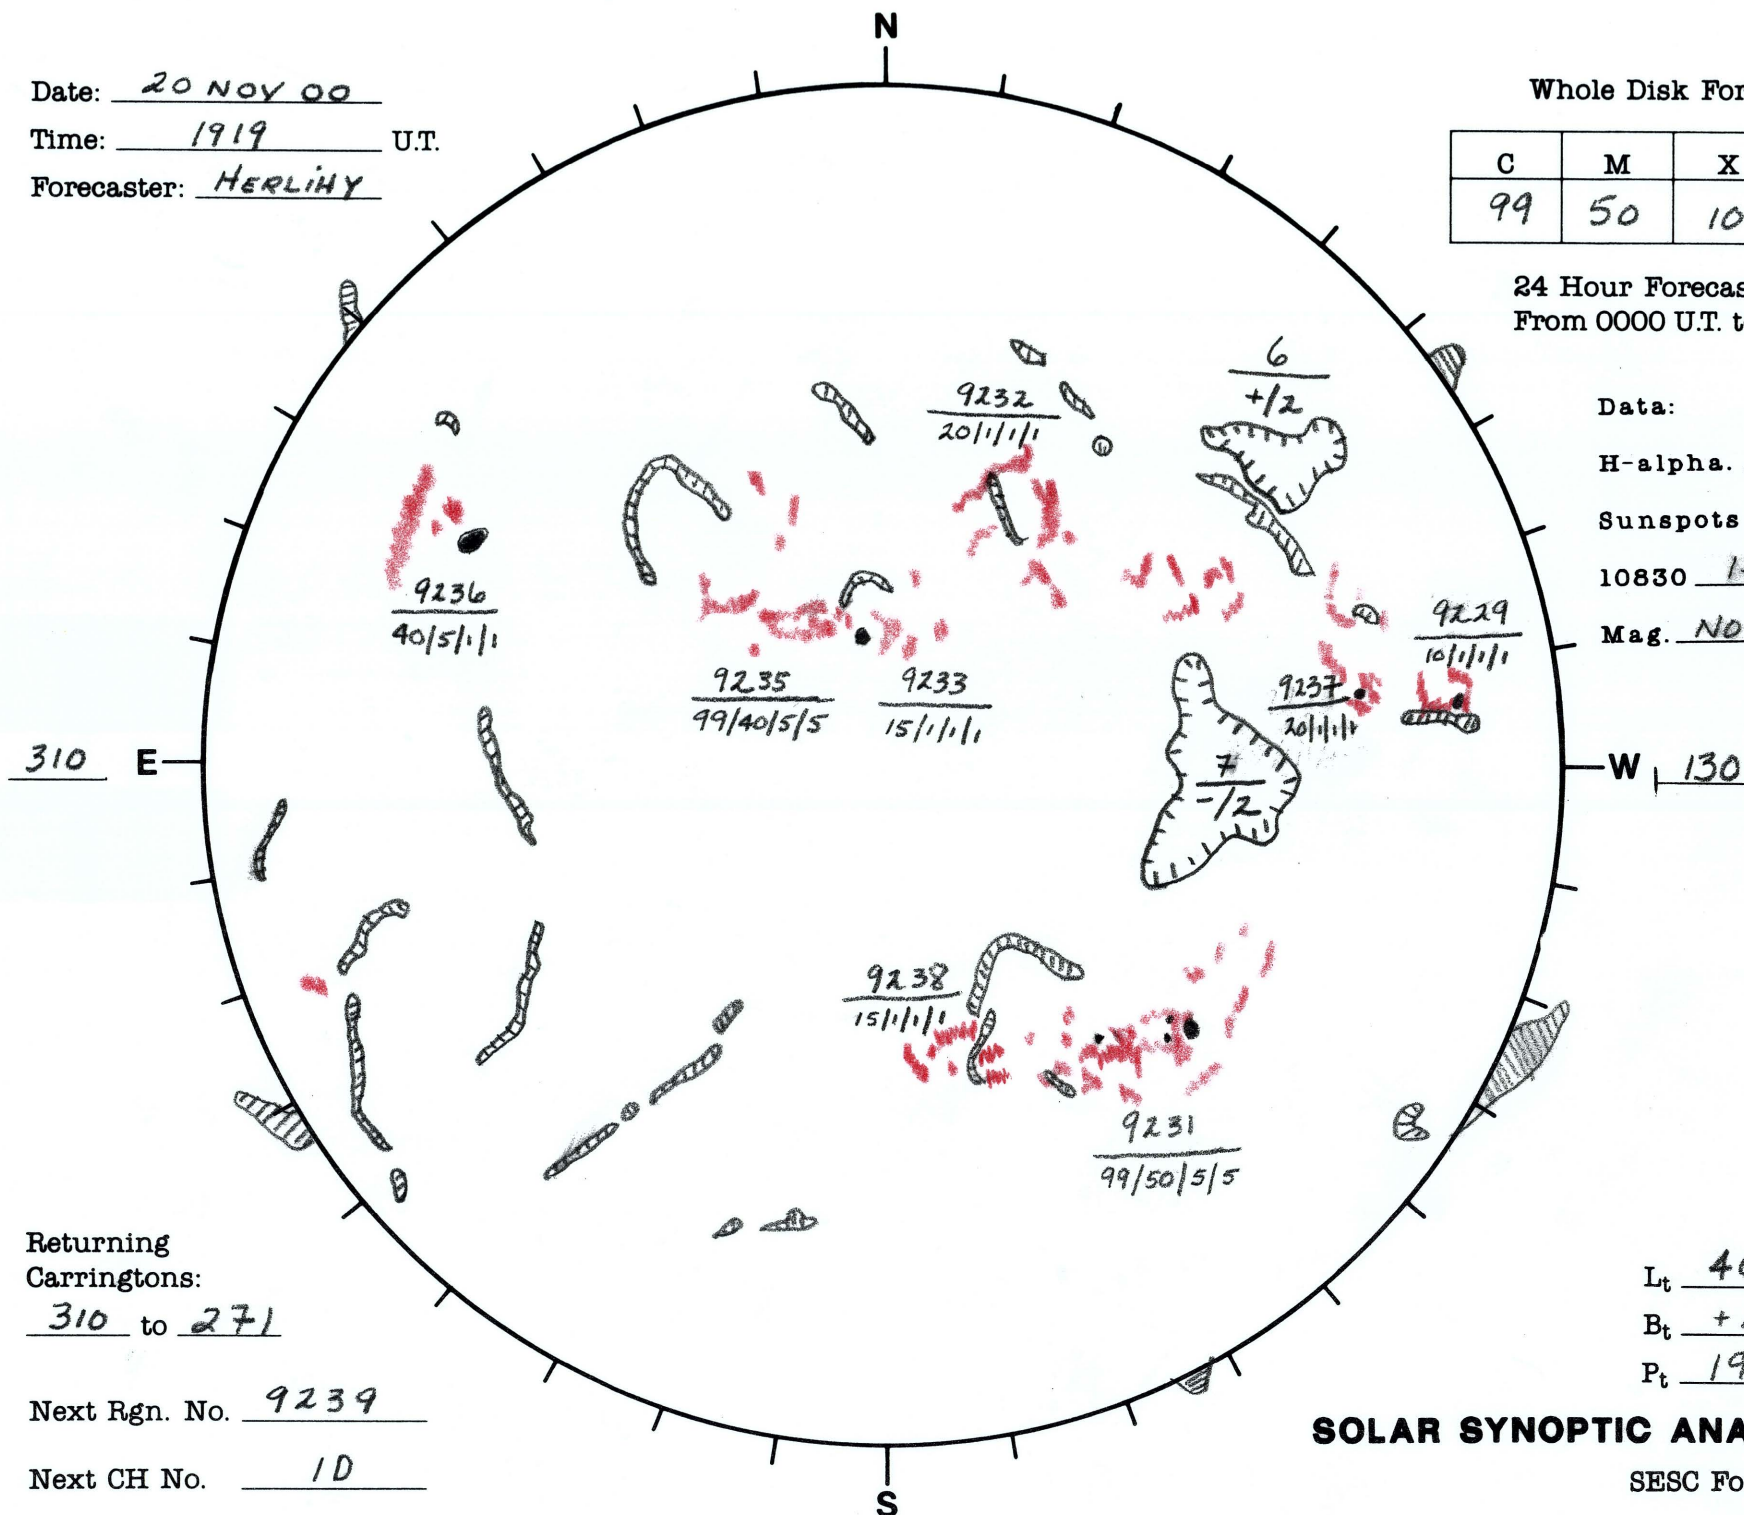 N
Date: 20 NOV 00
Time: 1919 U.T.
Forecaster: HERLIHY
Whole Disk For
C M X
99 50 10
24 Hour Forecas
From 0000 U.T. t
Data:
H-alpha.
Sunspots
10830
Mag. NO
6
+/2
9232
20/1/1/1
9236
40/5/1/1
9229
10/1/1/1
9235
99/40/5/5
9233
15/1/1/1
9237
20/1/1/1
310 E
W 130
7
-/2
9238
15/1/1/1
9231
99/50/5/5
Returning
Carringtons:
310 to 271
Next Rgn. No. 9239
Next CH No. 10
Lt 4
Bt +
Pt 19
SOLAR SYNOPTIC ANA
SESC Fo
S